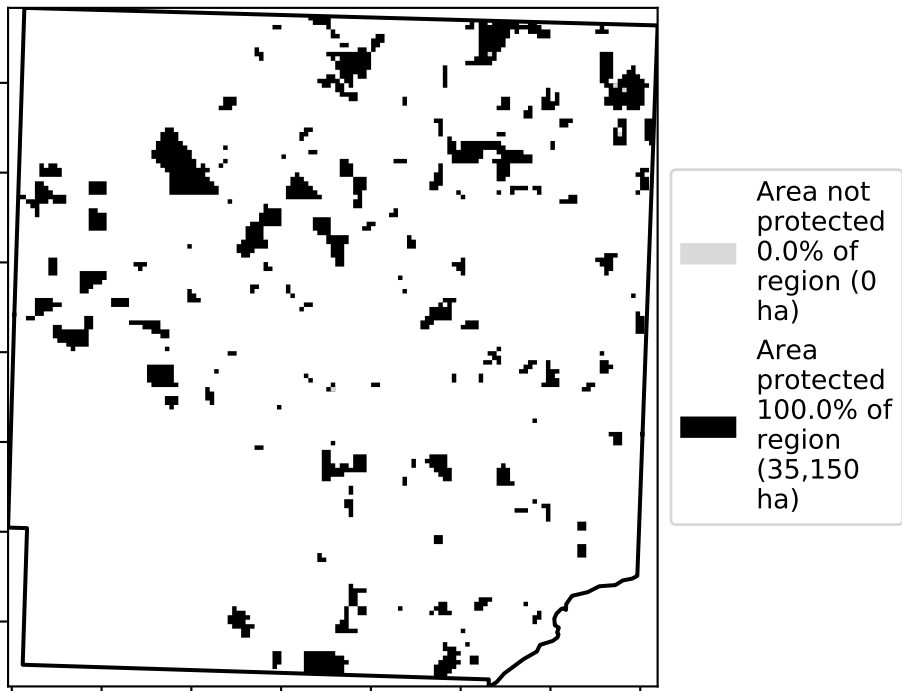 Area not
protected
0.0% of
region (0
ha)
Area
protected
100.0% of
region
(35,150
ha)